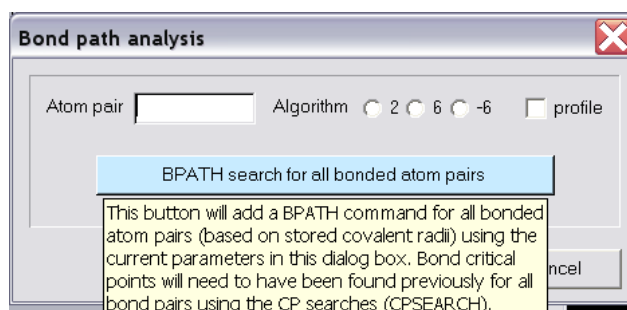 Bond path analysis
Atom pair Algorithm 2 6 -6 profile
BPATH search for all bonded atom pairs
This button will add a BPATH command for all bonded
atom pairs (based on stored covalent radii) using the
current parameters in this dialog box. Bond critical
points will need to have been found previously for all
bond pairs using the CP searches (CPSEARCH).
ncel